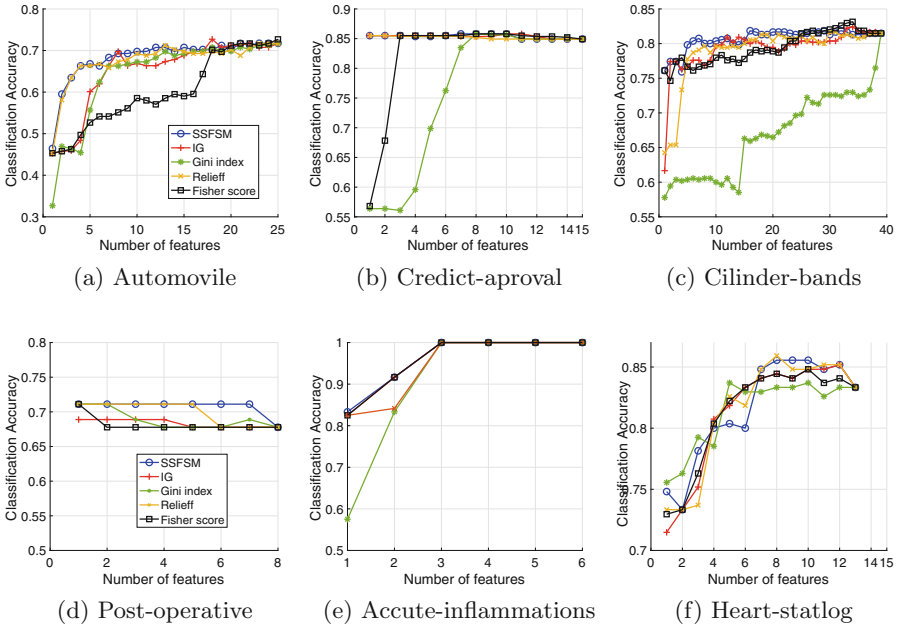 Classification Accuracy
0.8
0.7
0.6
0.5
0.4
0.3
0 5 10 15 20 25
Number of features
SSFSM
IG
Gini index
Relieff
Fisher score
(a) Automovile
Classification Accuracy
0.9
0.85
0.8
0.75
0.7
0.65
0.6
0.55
0 2 4 6 8 10 12 1415
Number of features
(b) Credict-aproval
Classification Accuracy
0.85
0.8
0.75
0.7
0.65
0.6
0.55
0 10 20 30 40
Number of features
(c) Cilinder-bands
Classification Accuracy
0.8
0.75
0.7
0.65
0.6
0.55
0.5
0 2 4 6 8
Number of features
SSFSM
IG
Gini index
Relieff
Fisher score
(d) Post-operative
Classification Accuracy
1
0.9
0.8
0.7
0.6
0.5
1 2 3 4 5 6
Number of features
(e) Accute-inflammations
Classification Accuracy
0.85
0.8
0.75
0.7
0 2 4 6 8 10 12 14 15
Number of features
(f) Heart-statlog